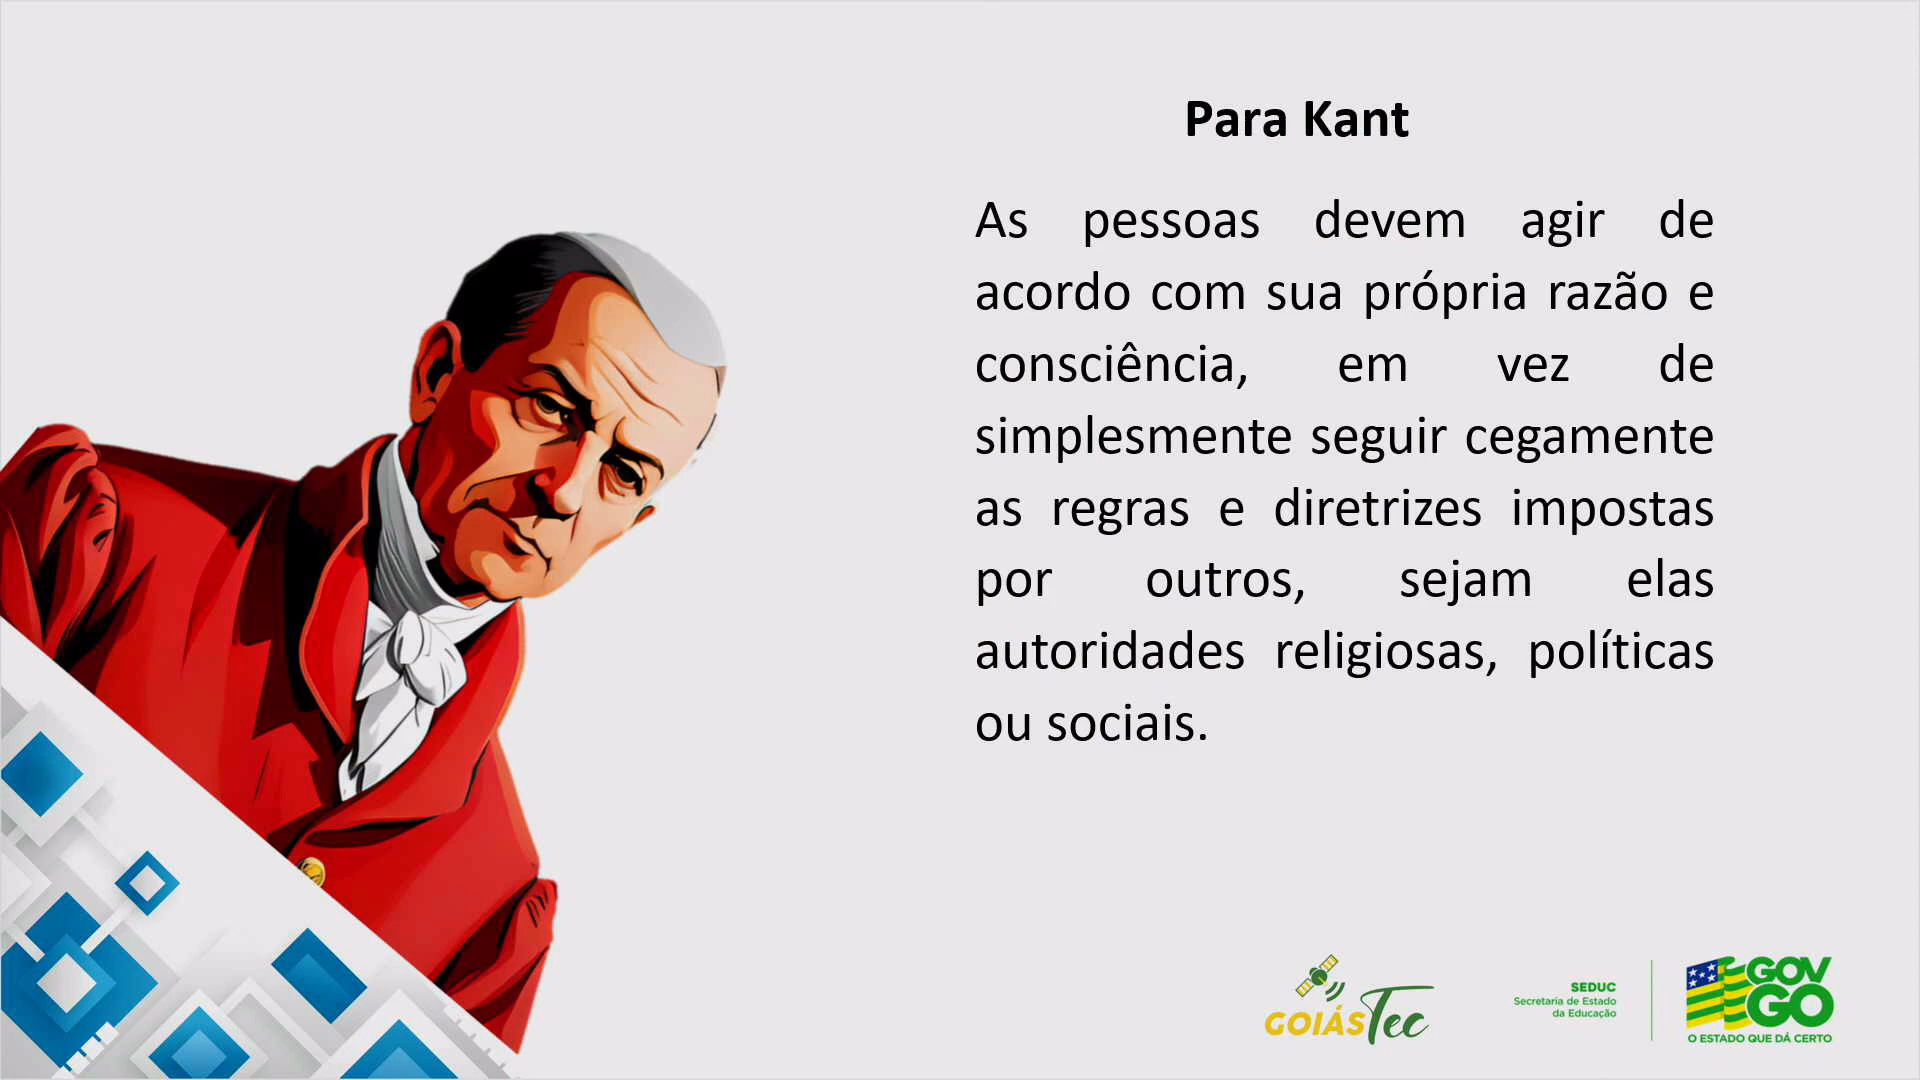 Para Kant
As pessoas devem agir de
acordo com sua própria razão e
consciência, em vez de
simplesmente seguir cegamente
as regras e diretrizes impostas
por outros, sejam elas
autoridades religiosas, políticas
ou sociais.
GOIÁSTec
SEDUC
Secretaria de Estado
da Educação
GOV
GO
O ESTADO QUE DÁ CERTO